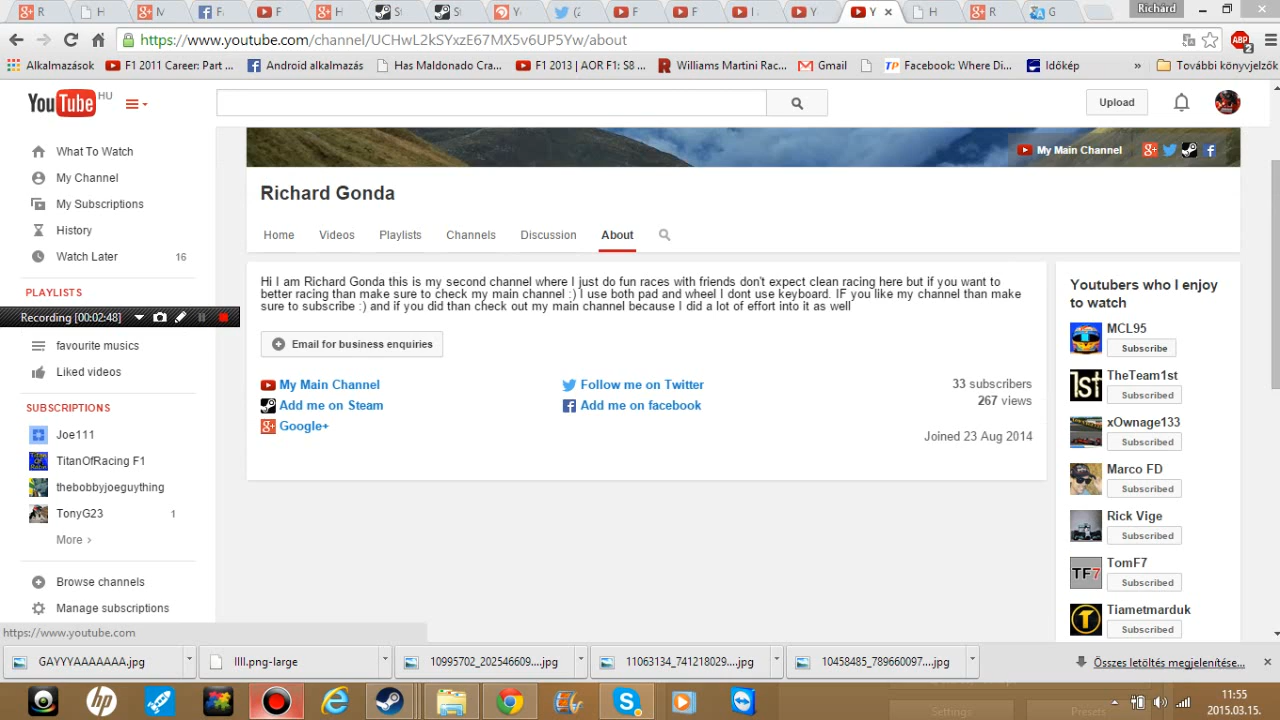 Richard
R
H
M
F
H
Y
(2
F
F
I a
Y
Y
H
R
G
https://www.youtube.com/channel/UCHwL2kSYxzE67MX5v6UP5Yw/about
ABP
2
Alkalmazások
F1 2011 Career: Part ...
Android alkalmazás
Has Maldonado Cra...
F1 2013 | AOR F1: S8 ...
Williams Martini Rac...
Gmail
TP
Facebook: Where Di...
Időkép
»
További könyvjelzők
YouTube HU
Upload
My Main Channel
What To Watch
My Channel
My Subscriptions
History
Watch Later 16
PLAYLISTS
Recording [00:02:48]
favourite musics
Liked videos
SUBSCRIPTIONS
Joe111
TitanOfRacing F1
thebobbyjoeguything
TonyG23 1
More ›
Browse channels
Manage subscriptions
https://www.youtube.com
Richard Gonda
Home Videos Playlists Channels Discussion About
Hi I am Richard Gonda this is my second channel where I just do fun races with friends don't expect clean racing here but if you want to
better racing than make sure to check my main channel :) I use both pad and wheel I dont use keyboard. IF you like my channel than make
sure to subscribe :) and if you did than check out my main channel because I did a lot of effort into it as well
Email for business enquiries
My Main Channel
Follow me on Twitter
33 subscribers
Add me on Steam
Add me on facebook
267 views
Google+
Joined 23 Aug 2014
Youtubers who I enjoy
to watch
MCL95
Subscribe
1st
TheTeam1st
Subscribed
xOwnage133
Subscribed
Marco FD
Subscribed
Rick Vige
Subscribed
TF7
TomF7
Subscribed
Tiametmarduk
Subscribed
GAYYYAAAAAAA.jpg
llll.png-large
Összes letöltés megjelenítése...
Settings
Presets
11:55
2015.03.15.